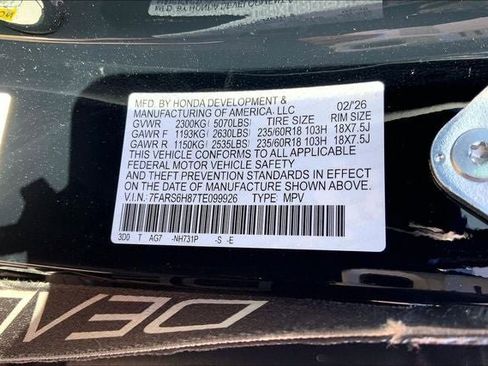 MFD. BY HONDA DEVELOPMENT &
MANUFACTURING OF AMERICA, LLC 02/26
GVWR 2300KG( 5070LBS) TIRE SIZE RIM SIZE
GAWR F 1193KG( 2630LBS) 235/60R18 103H 18X7.5J
GAWR R 1150KG( 2535LBS) 235/60R18 103H 18X7.5J
THIS VEHICLE CONFORMS TO ALL APPLICABLE
FEDERAL MOTOR VEHICLE SAFETY
AND THEFT PREVENTION STANDARDS IN EFFECT ON THE
DATE OF MANUFACTURE SHOWN ABOVE.
V.I.N.:7FARS6H87TE099926 TYPE: MPV
3D0 T AG7 -NH731P -S -E